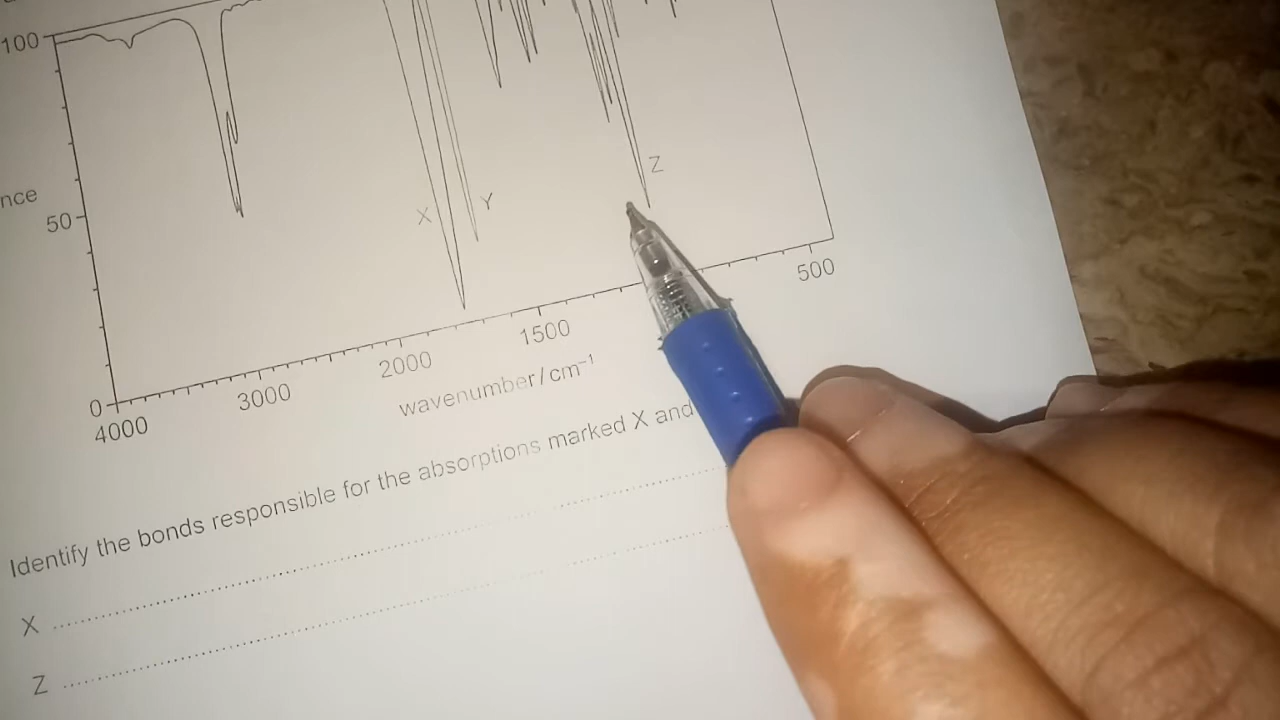 100
nce
50
X
Y
Z
0
4000
3000
2000
1500
500
wavenumber/cm⁻¹
Identify the bonds responsible for the absorptions marked X and
X
Z